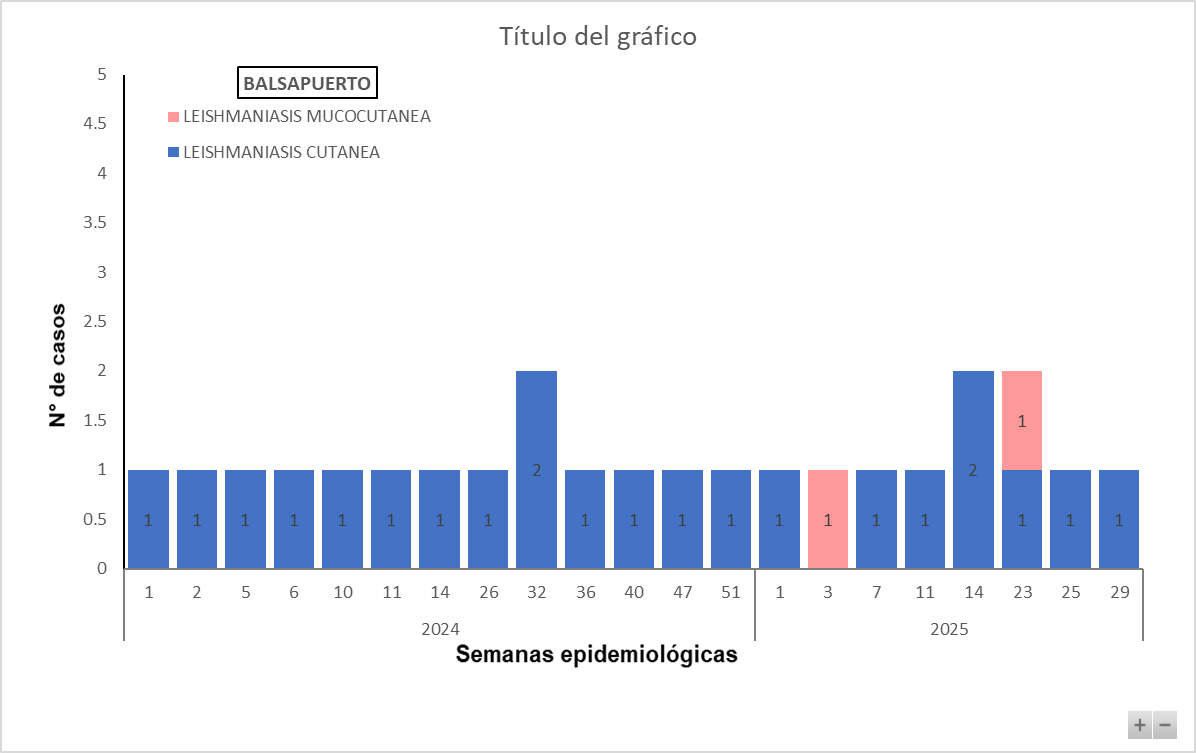 Título del gráfico
BALSAPUERTO
LEISHMANIASIS MUCOCUTANEA
LEISHMANIASIS CUTANEA
N° de casos
5
4.5
4
3.5
3
2.5
2
1.5
1
0.5
0
1 1 1 1 1 1 1 1 2 1 1 1 1 1 1 1 1 2 1 1 1 1
1 2 5 6 10 11 14 26 32 36 40 47 51 1 3 7 11 14 23 25 29
2024 2025
Semanas epidemiológicas
+ −